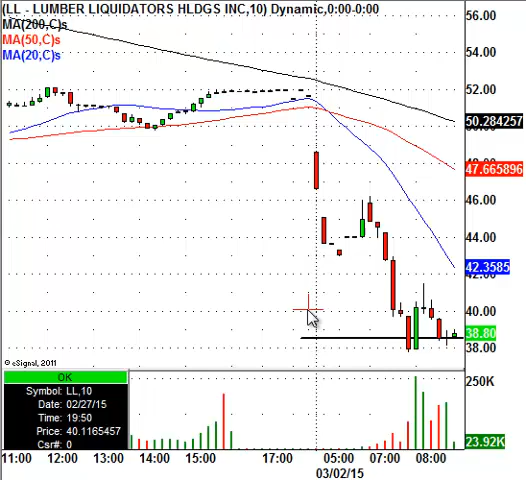 (LL - LUMBER LIQUIDATORS HLDGS INC,10) Dynamic,0:00-0:00
MA(200,C)s
MA(50,C)s
MA(20,C)s
56.00
54.00
52.00
50.284257
47.665896
46.00
44.00
42.3585
40.00
38.80
38.00
© eSignal, 2011
OK
Symbol: LL,10
Date: 02/27/15
Time: 19:50
Price: 40.1165457
Csr#: 0
250K
23.92K
11:00 12:00 13:00 14:00 15:00 17:00 05:00 07:00 08:00
03/02/15